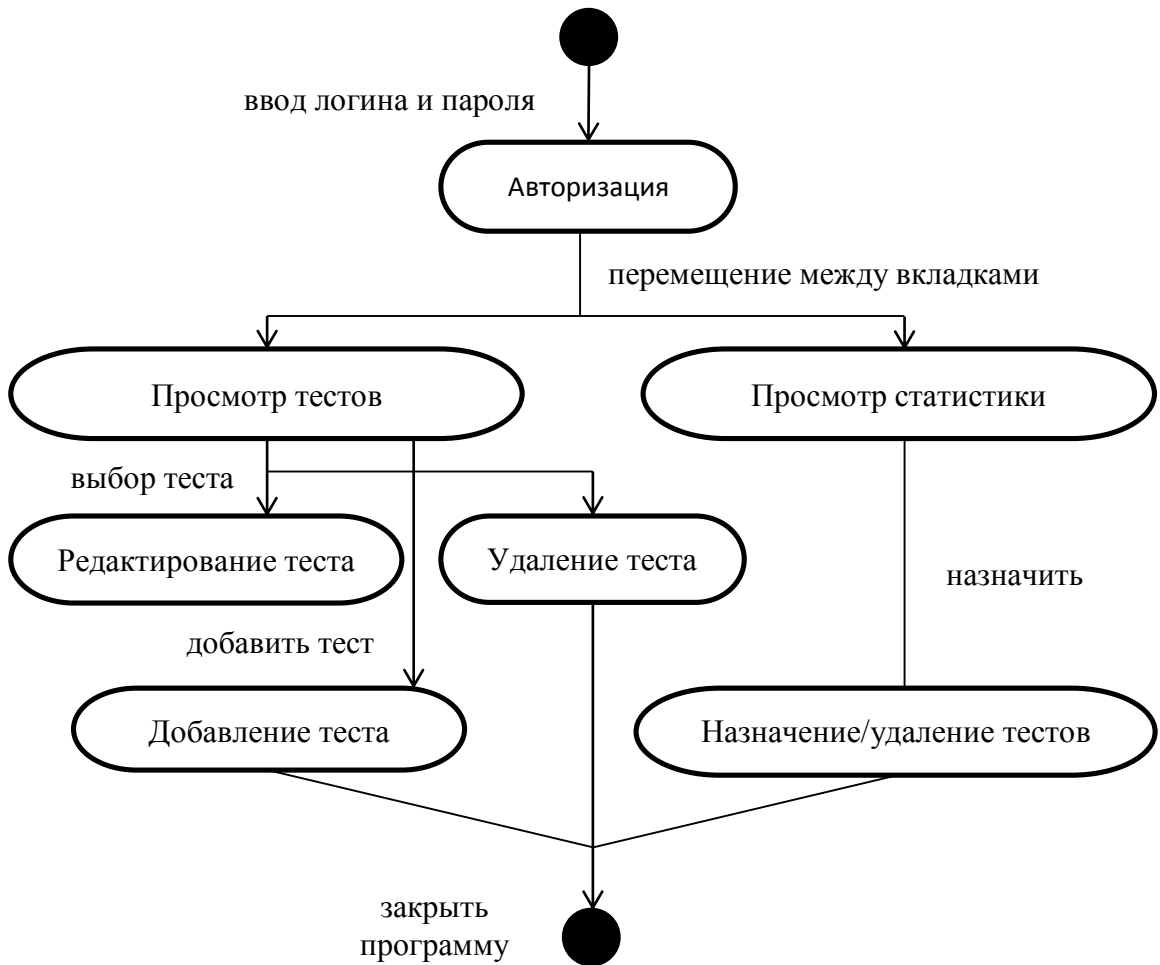 ввод логина и пароля
Авторизация
перемещение между вкладками
Просмотр тестов
Просмотр статистики
выбор теста
Редактирование теста
Удаление теста
назначить
добавить тест
Добавление теста
Назначение/удаление тестов
закрыть
программу